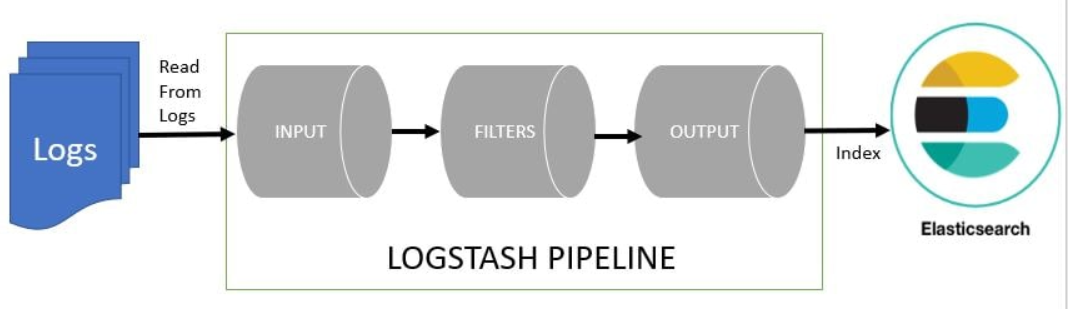 Logs
Read
From
Logs
INPUT
FILTERS
OUTPUT
LOGSTASH PIPELINE
Index
Elasticsearch